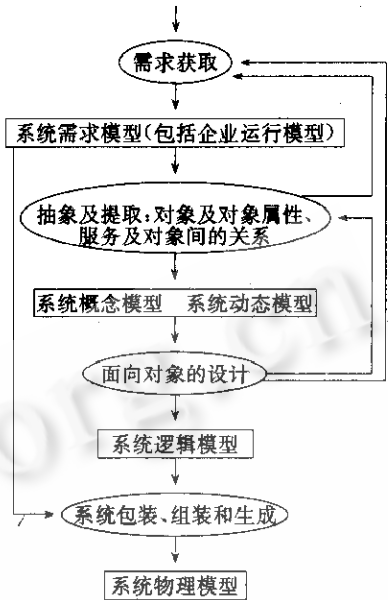 需求获取
系统需求模型(包括企业运行模型)
抽象及提取:对象及对象属性、
服务及对象间的关系
系统概念模型 系统动态模型
面向对象的设计
系统逻辑模型
系统包装、组装和生成
系统物理模型
org.cn